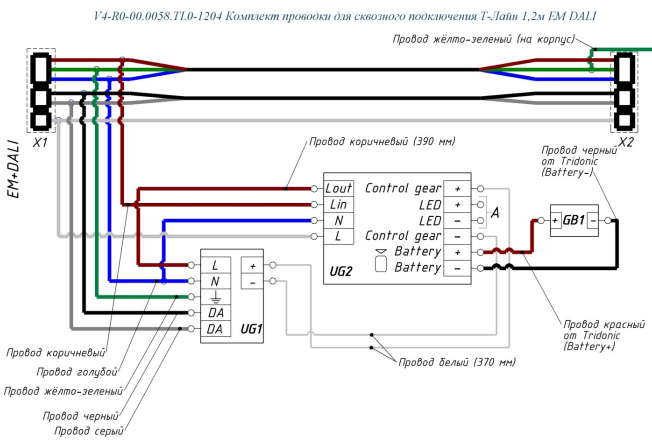 V4-R0-00.0058.TL0-1204 Комплект проводки для сквозного подключения Т-Лайн 1,2м EM DALI
Провод жёлто-зеленый (на корпус)
X1
X2
EM+DALI
Провод коричневый (390 мм)
Провод черный
от Tridonic
(Battery-)
Lout Control gear +
Lin LED +
N LED -
L Control gear -
Battery +
UG2 Battery -
A
+ GB1 -
L +
N -
DA
DA UG1
Провод красный
от Tridonic
(Battery+)
Провод белый (370 мм)
Провод коричневый
Провод голубой
Провод жёлто-зеленый
Провод черный
Провод серый